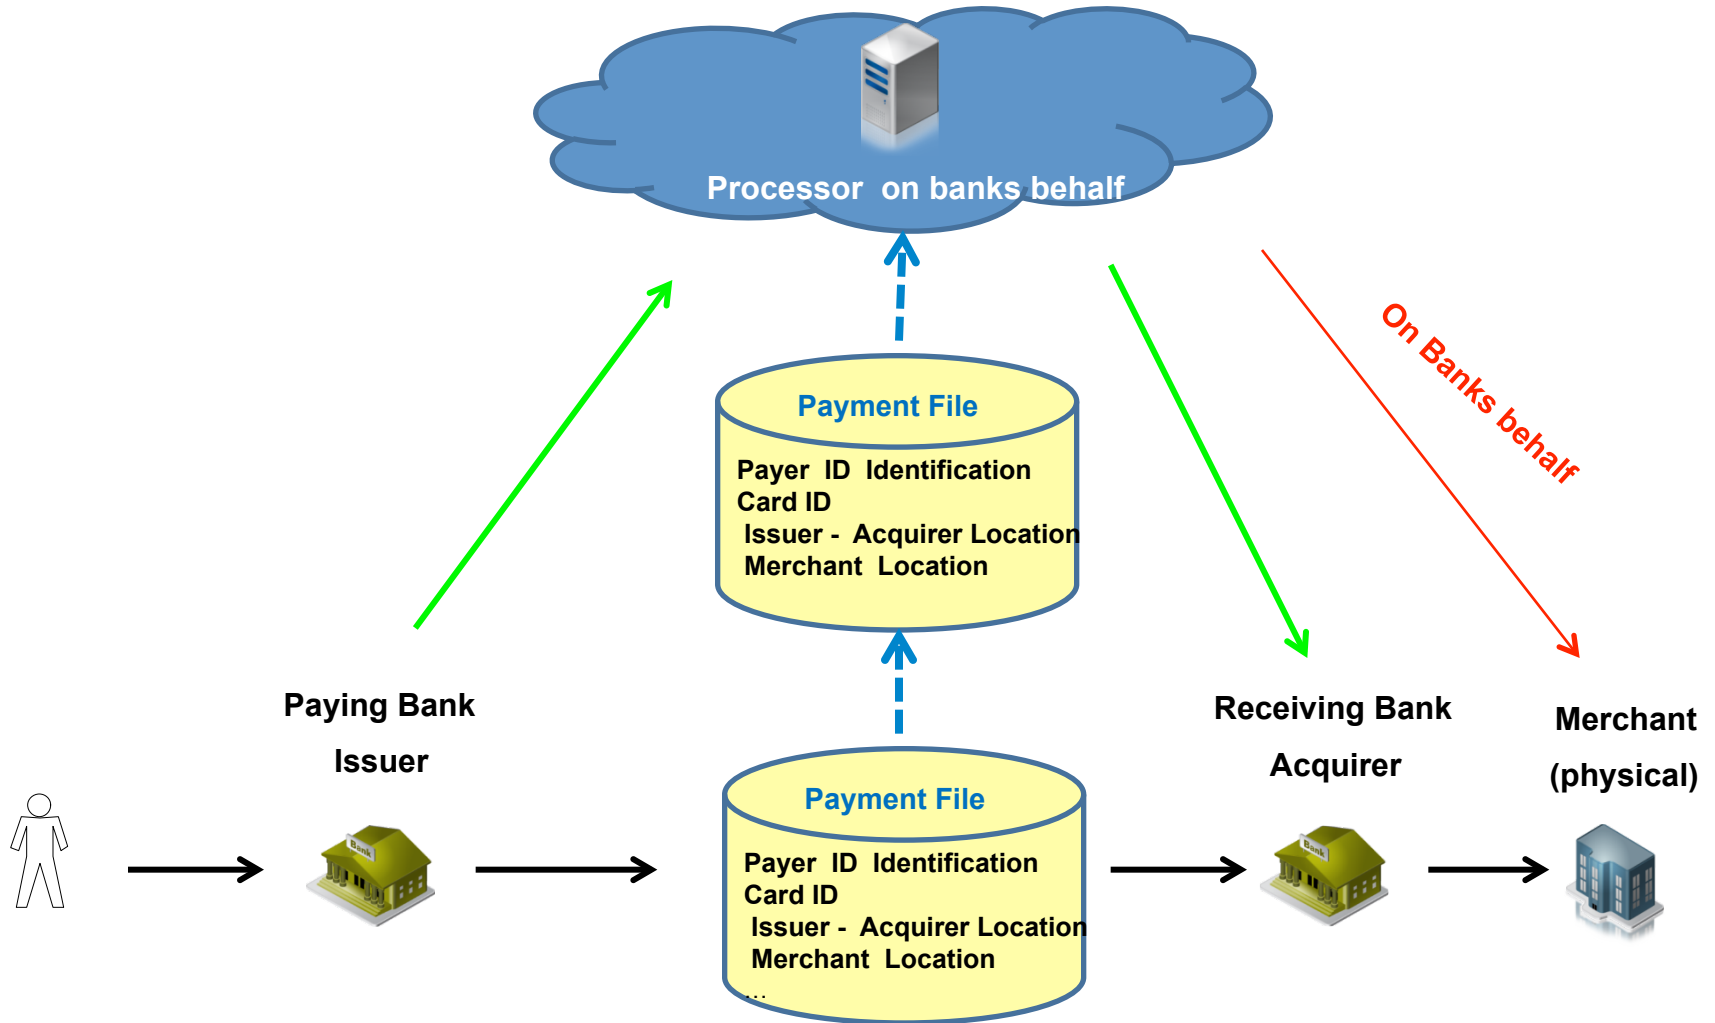 Processor  on banks behalf
On Banks behalf
Payment File
Payer  ID  Identification
Card ID
Issuer -  Acquirer Location
Merchant  Location
Paying Bank
Issuer
Receiving Bank
Acquirer
Merchant
(physical)
Payment File
Payer  ID  Identification
Card ID
Issuer -  Acquirer Location
Merchant  Location
...
Bank
Bank